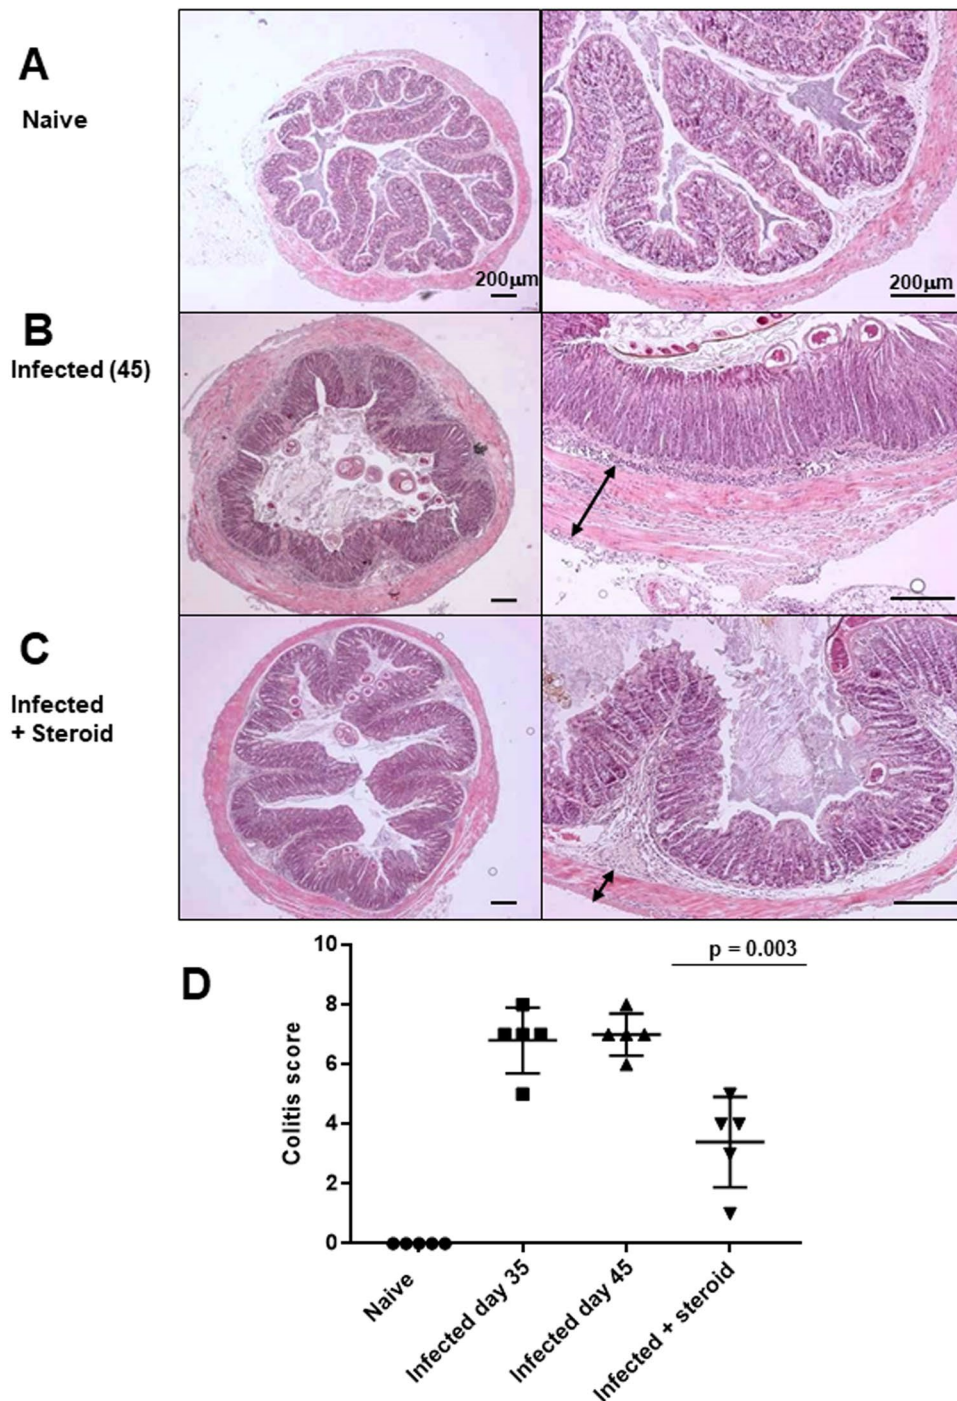 A
Naive
200μm
200μm
B
Infected (45)
C
Infected
+ Steroid
D
p = 0.003
10
8
6
4
2
0
Colitis score
Naive
Infected day 35
Infected day 45
Infected + steroid